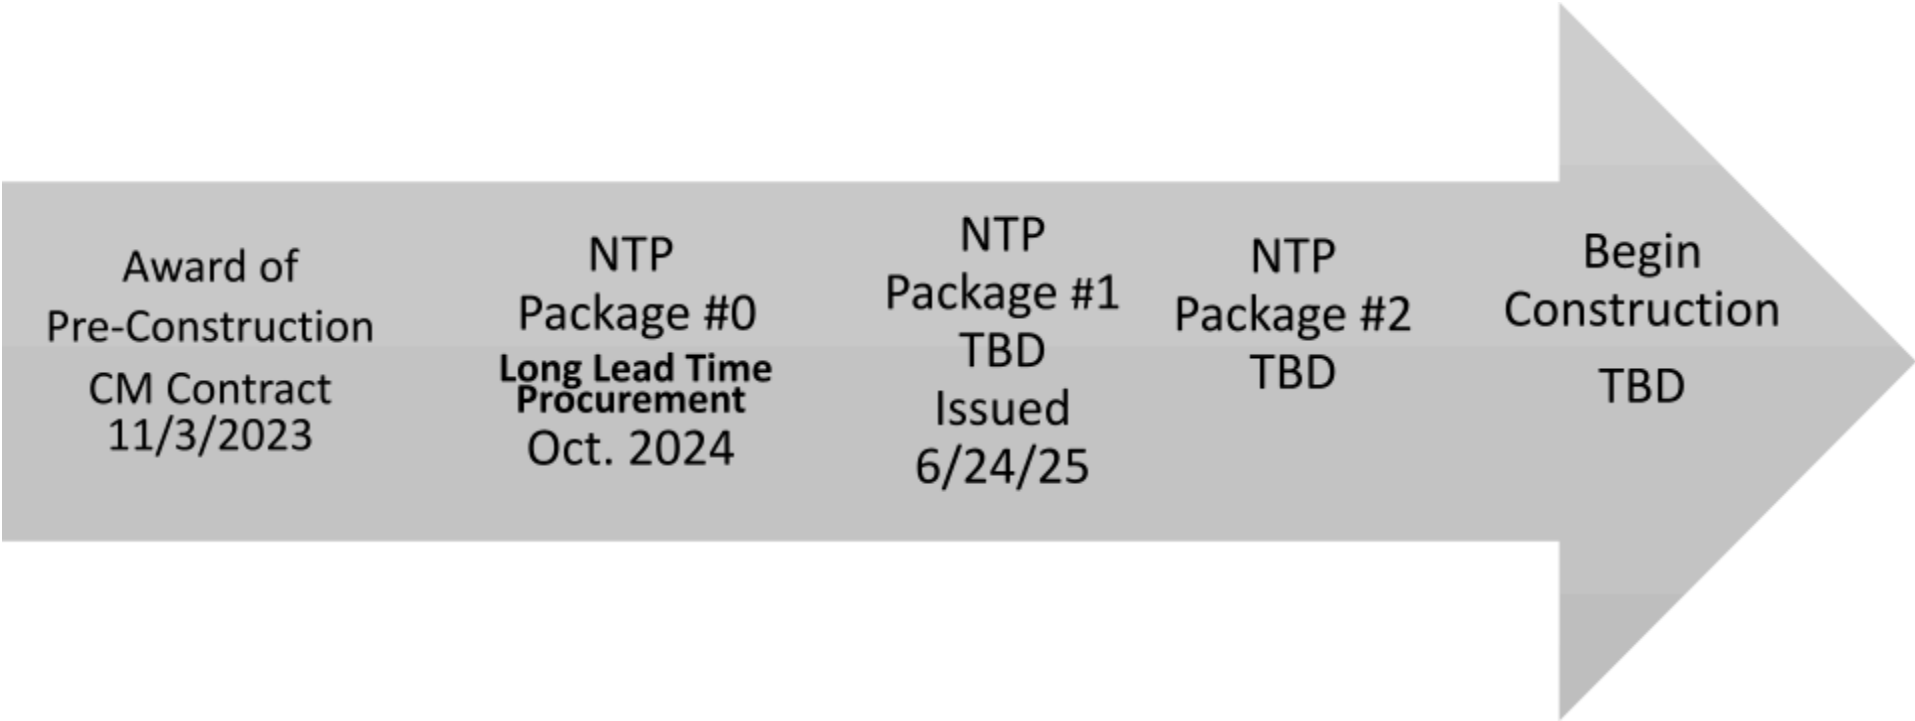 Award of
Pre-Construction
CM Contract
11/3/2023
NTP
Package #0
Long Lead Time
Procurement
Oct. 2024
NTP
Package #1
TBD
Issued
6/24/25
NTP
Package #2
TBD
Begin
Construction
TBD